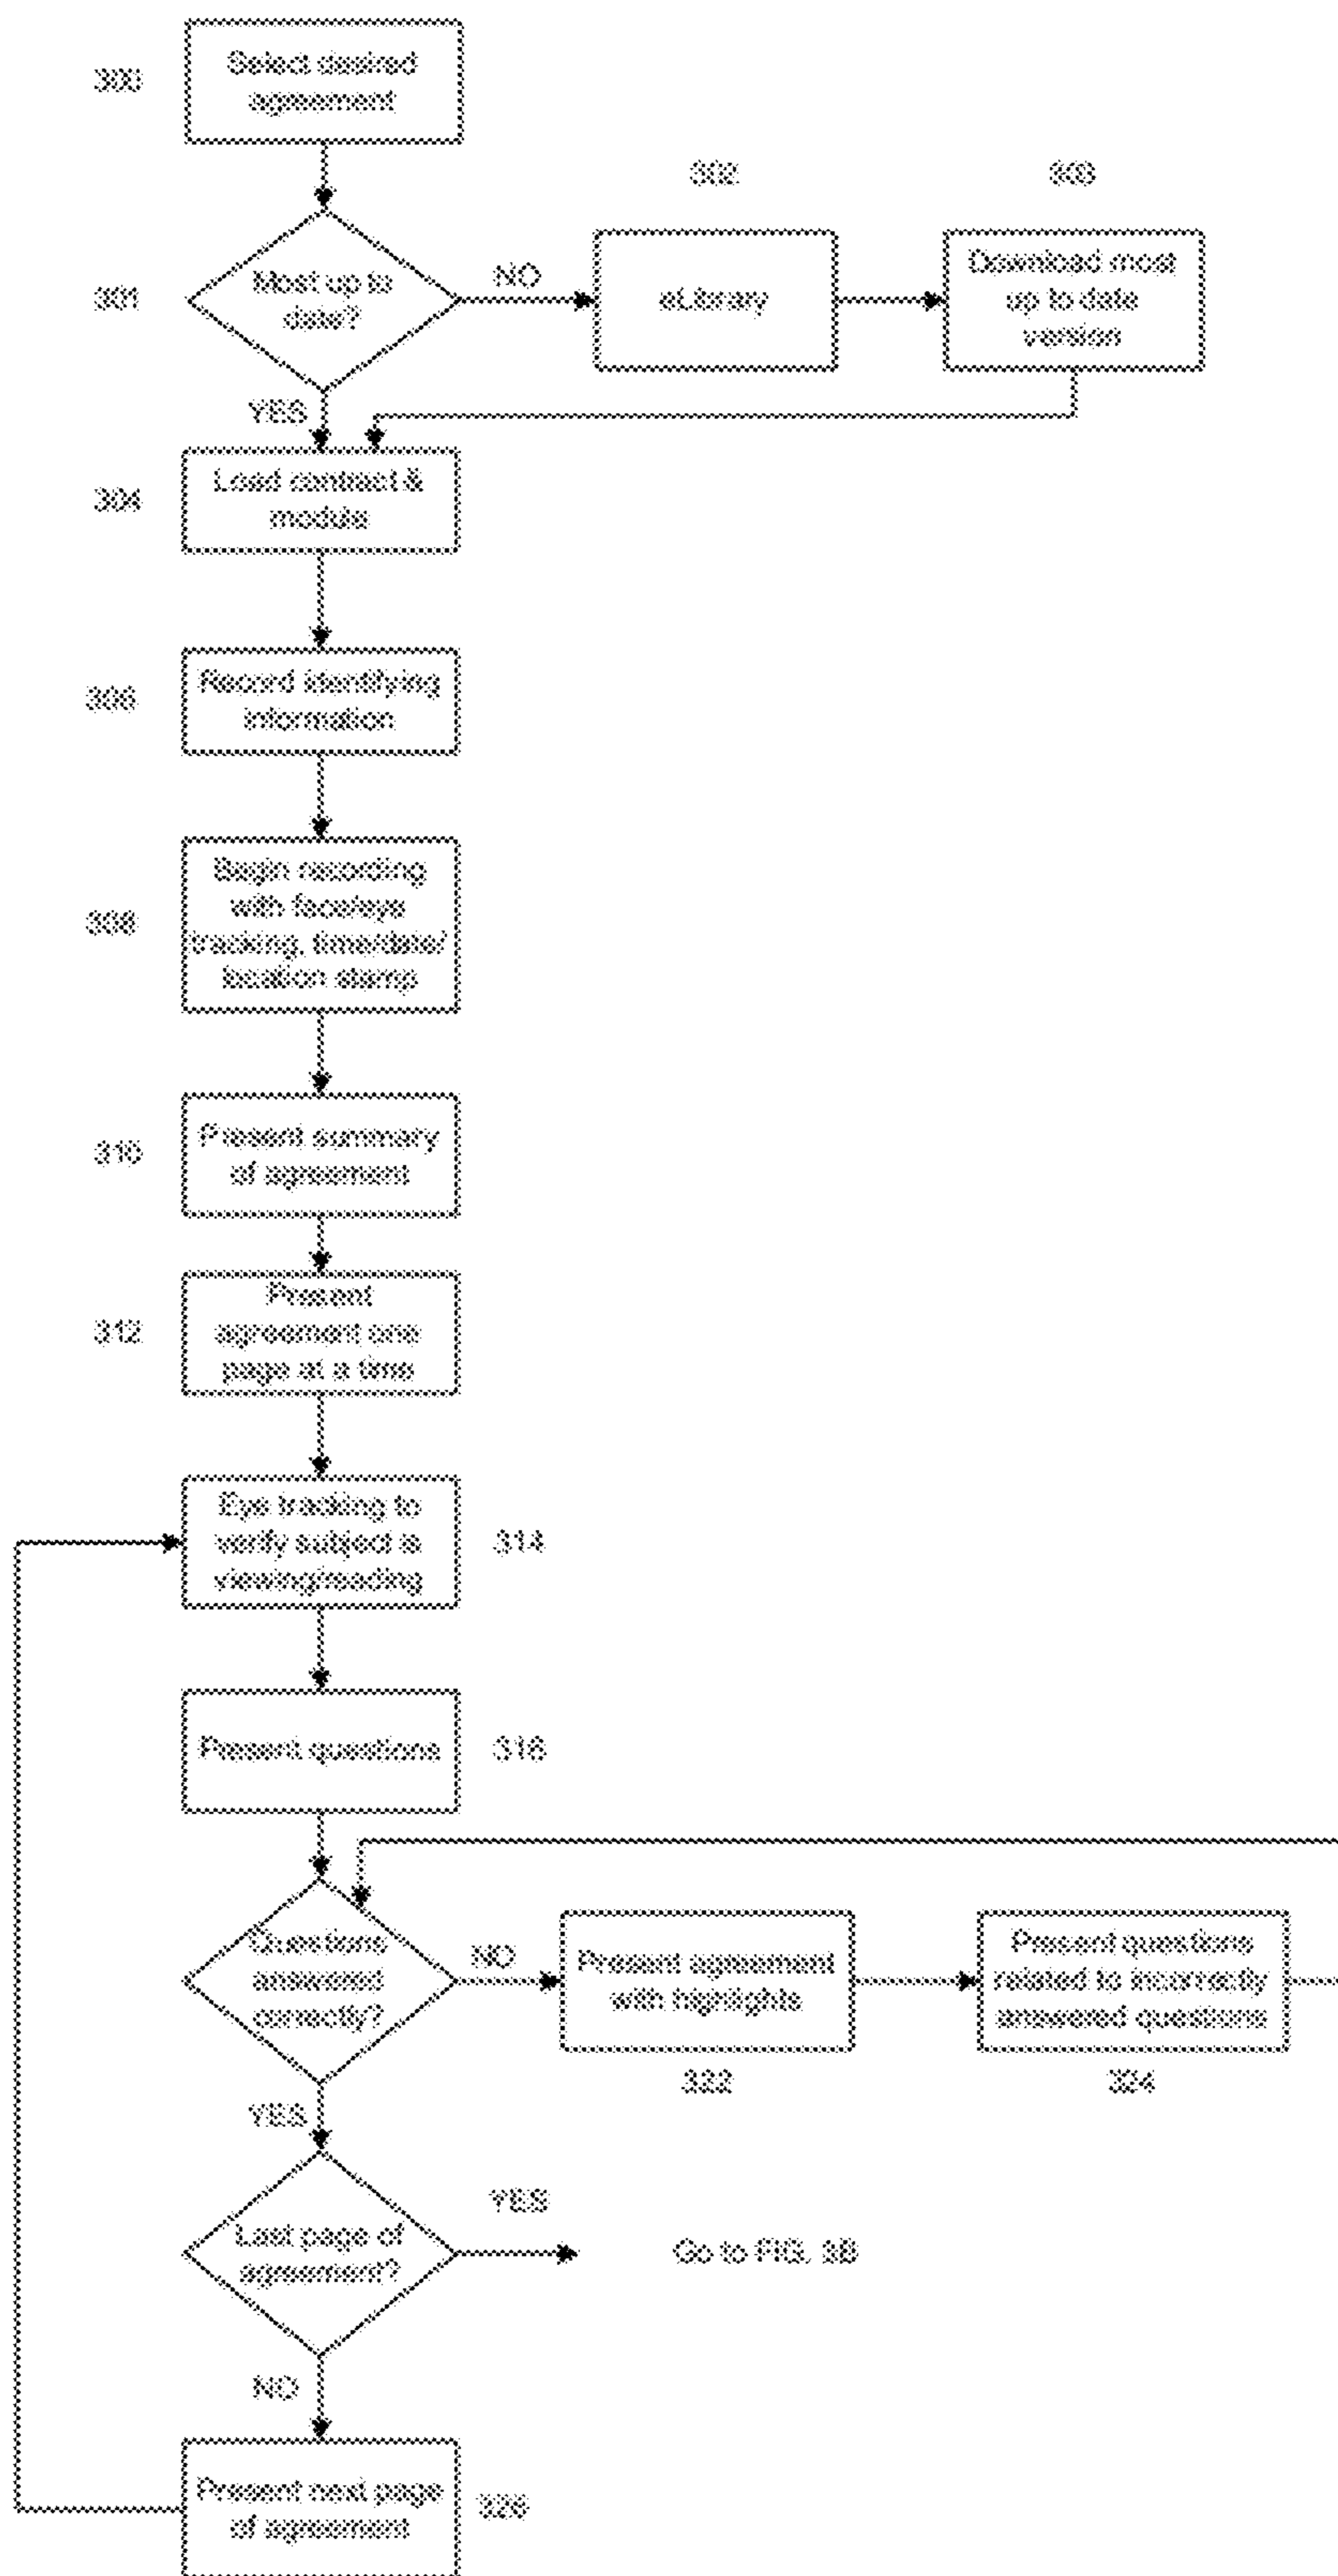 300
Select desired
agreement
302
303
301
Most up to
date?
NO
eLibrary
Download most
up to date
version
YES
304
Load contract &
module
306
Record identifying
information
308
Begin recording
with face/eye
tracking, time/date/
location stamp
310
Present summary
of agreement
312
Present
agreement one
page at a time
Eye tracking to
verify subject is
viewing/reading
314
Present questions
316
Questions
answered
correctly?
NO
Present agreement
with highlights
322
Present questions
related to incorrectly
answered questions
324
YES
Last page of
agreement?
YES
Go to FIG. 3B
NO
Present next page
of agreement
326